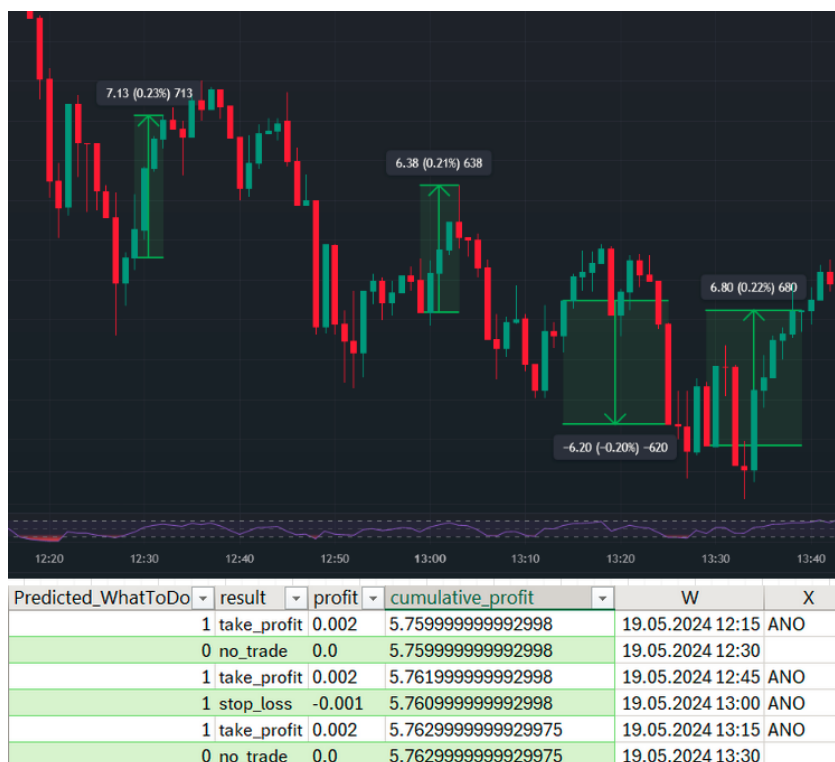 7.13 (0.23%) 713
6.38 (0.21%) 638
6.80 (0.22%) 680
−6.20 (−0.20%) −620
12:20 12:30 12:40 12:50 13:00 13:10 13:20 13:30 13:40
Predicted_WhatToDo result profit cumulative_profit W X
1 take_profit 0.002 5.759999999992998 19.05.2024 12:15 ANO
0 no_trade 0.0 5.759999999992998 19.05.2024 12:30
1 take_profit 0.002 5.761999999992998 19.05.2024 12:45 ANO
1 stop_loss -0.001 5.760999999992998 19.05.2024 13:00 ANO
1 take_profit 0.002 5.7629999999929975 19.05.2024 13:15 ANO
0 no_trade 0.0 5.7629999999929975 19.05.2024 13:30